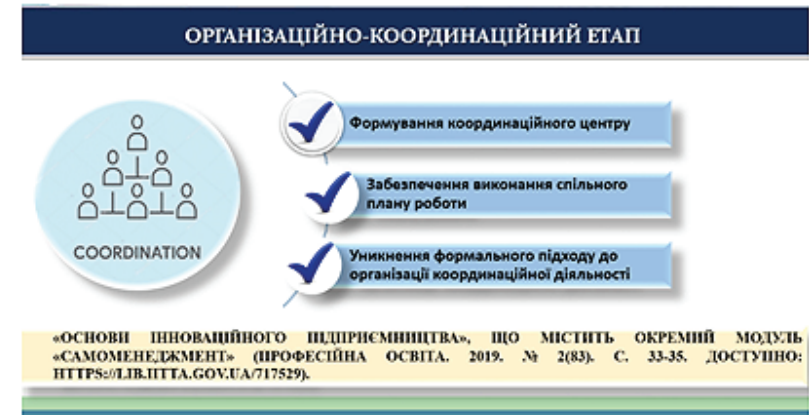 ОРГАНІЗАЦІЙНО-КООРДИНАЦІЙНИЙ ЕТАП
Формування координаційного центру
Забезпечення виконання спільного
плану роботи
COORDINATION
Уникнення формального підходу до
організації координаційної діяльності
«ОСНОВИ ІННОВАЦІЙНОГО ПІДПРИЄМНИЦТВА», ЩО МІСТИТЬ ОКРЕМИЙ МОДУЛЬ
«САМОМЕНЕДЖМЕНТ» (ПРОФЕСІЙНА ОСВІТА. 2019. № 2(83). С. 33-35. ДОСТУПНО:
HTTPS://LIB.IITTA.GOV.UA/717529).